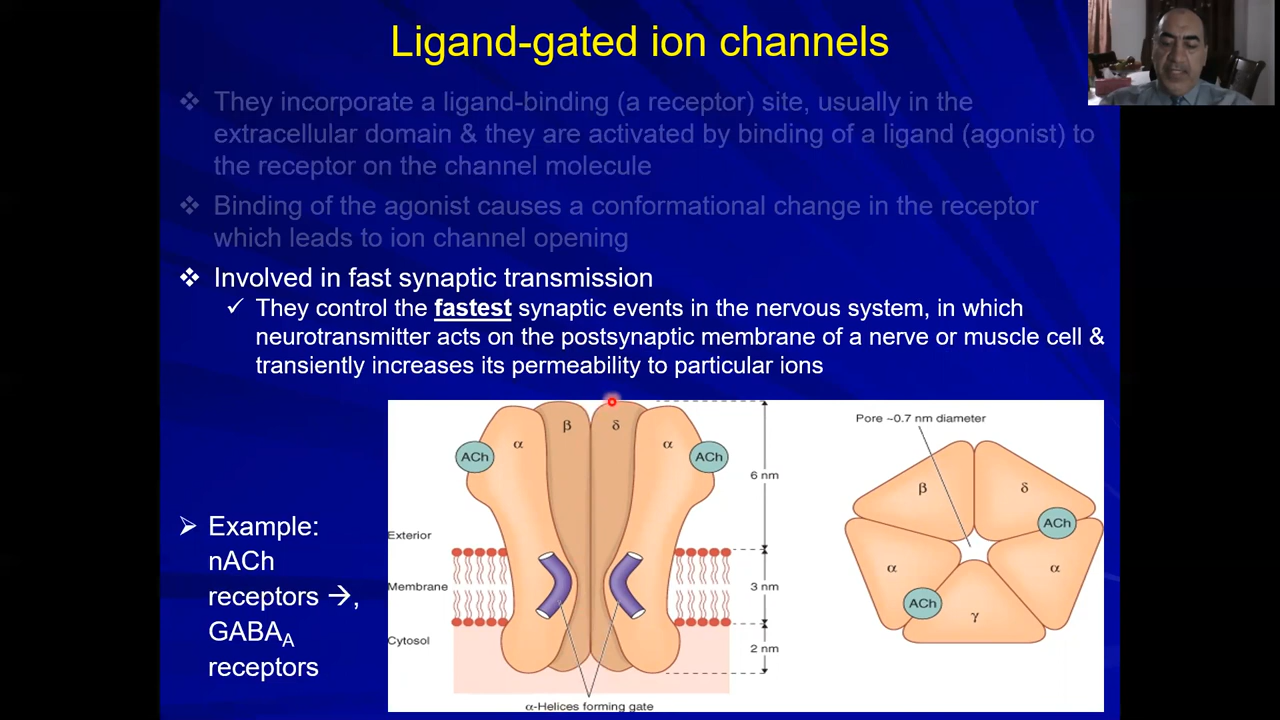 Ligand-gated ion channels
❖ They incorporate a ligand-binding (a receptor) site, usually in the
extracellular domain & they are activated by binding of a ligand (agonist) to
the receptor on the channel molecule
❖ Binding of the agonist causes a conformational change in the receptor
which leads to ion channel opening
❖ Involved in fast synaptic transmission
✓ They control the fastest synaptic events in the nervous system, in which
neurotransmitter acts on the postsynaptic membrane of a nerve or muscle cell &
transiently increases its permeability to particular ions
➢ Example:
nACh
receptors →,
GABAA
receptors
α
β
δ
α
ACh
ACh
6 nm
Exterior
Membrane
3 nm
Cytosol
2 nm
α-Helices forming gate
Pore ~0.7 nm diameter
β
δ
ACh
α
α
ACh
γ